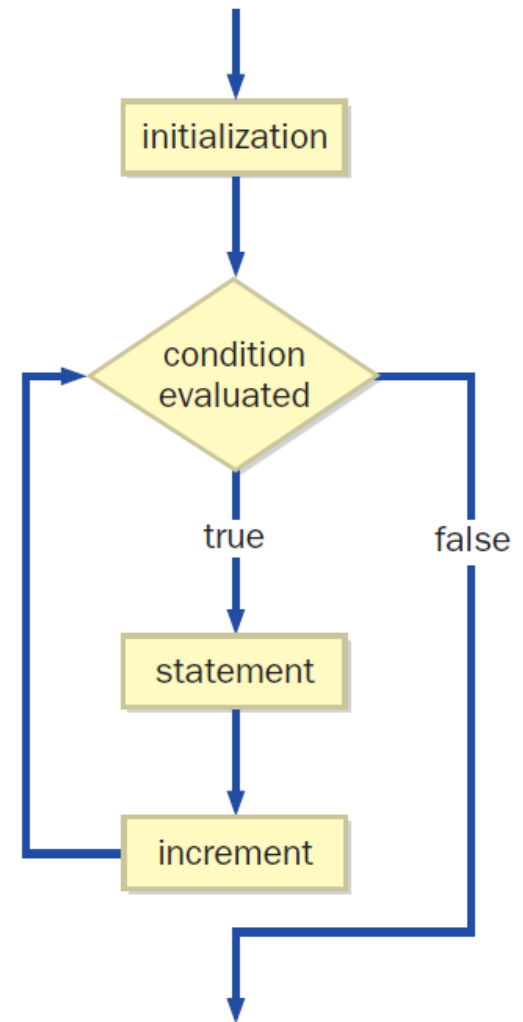 initialization
condition
evaluated
true
false
statement
increment